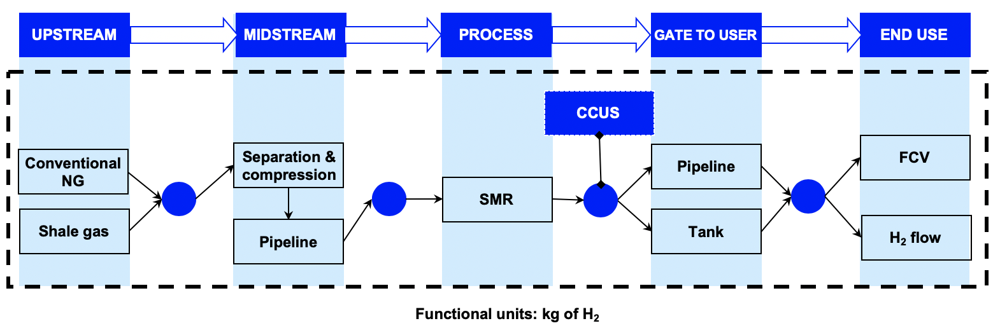 UPSTREAM
MIDSTREAM
PROCESS
GATE TO USER
END USE
CCUS
Conventional
NG
Shale gas
Separation &
compression
Pipeline
SMR
Pipeline
Tank
FCV
H₂ flow
Functional units: kg of H₂